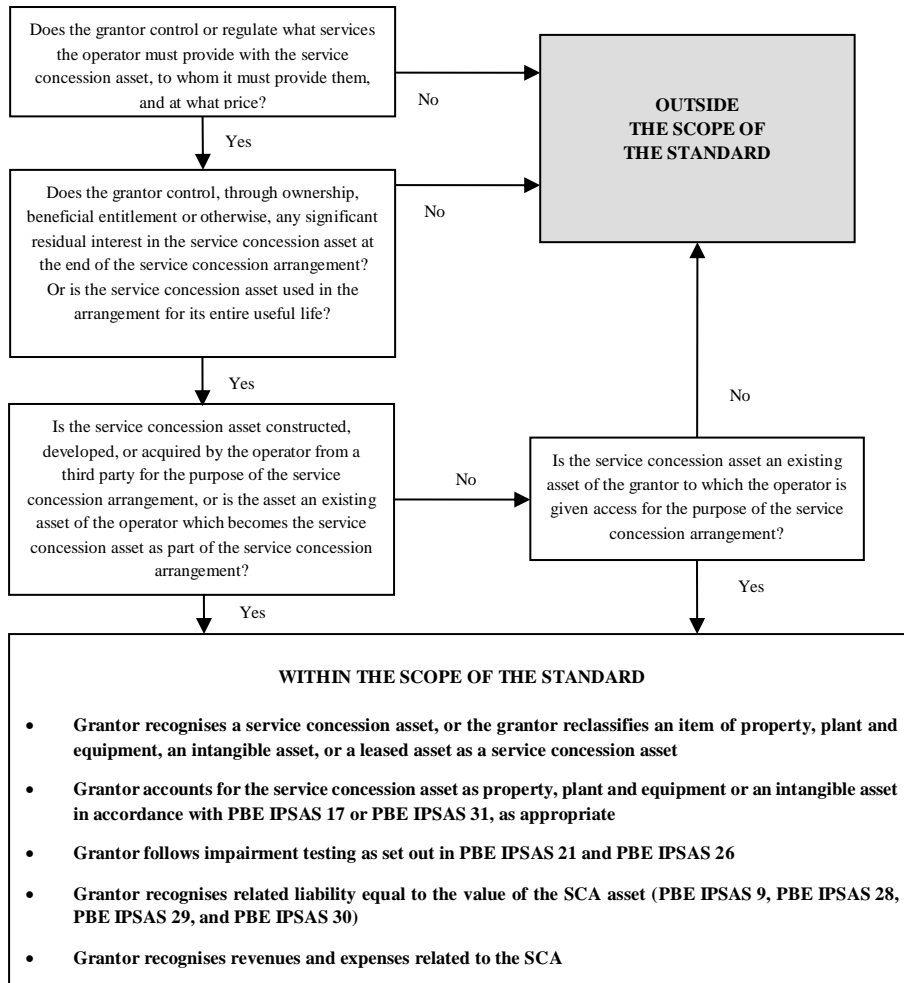 Does the grantor control or regulate what services
the operator must provide with the service
concession asset, to whom it must provide them,
and at what price?
No
OUTSIDE
THE SCOPE OF
THE STANDARD
Yes
Does the grantor control, through ownership,
beneficial entitlement or otherwise, any significant
residual interest in the service concession asset at
the end of the service concession arrangement?
Or is the service concession asset used in the
arrangement for its entire useful life?
No
Yes
No
Is the service concession asset constructed,
developed, or acquired by the operator from a
third party for the purpose of the service
concession arrangement, or is the asset an existing
asset of the operator which becomes the service
concession asset as part of the service concession
arrangement?
No
Is the service concession asset an existing
asset of the grantor to which the operator is
given access for the purpose of the service
concession arrangement?
Yes
Yes
WITHIN THE SCOPE OF THE STANDARD
• Grantor recognises a service concession asset, or the grantor reclassifies an item of property, plant and
equipment, an intangible asset, or a leased asset as a service concession asset
• Grantor accounts for the service concession asset as property, plant and equipment or an intangible asset
in accordance with PBE IPSAS 17 or PBE IPSAS 31, as appropriate
• Grantor follows impairment testing as set out in PBE IPSAS 21 and PBE IPSAS 26
• Grantor recognises related liability equal to the value of the SCA asset (PBE IPSAS 9, PBE IPSAS 28,
PBE IPSAS 29, and PBE IPSAS 30)
• Grantor recognises revenues and expenses related to the SCA